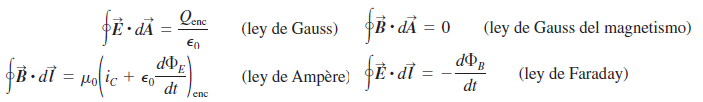 ∮E⃗ · dA⃗ = Q_enc / ϵ₀ (ley de Gauss) ∮B⃗ · dA⃗ = 0 (ley de Gauss del magnetismo)
∮B⃗ · dl⃗ = μ₀(i_C + ϵ₀ dΦ_E/dt)_enc (ley de Ampère) ∮E⃗ · dl⃗ = − dΦ_B/dt (ley de Faraday)